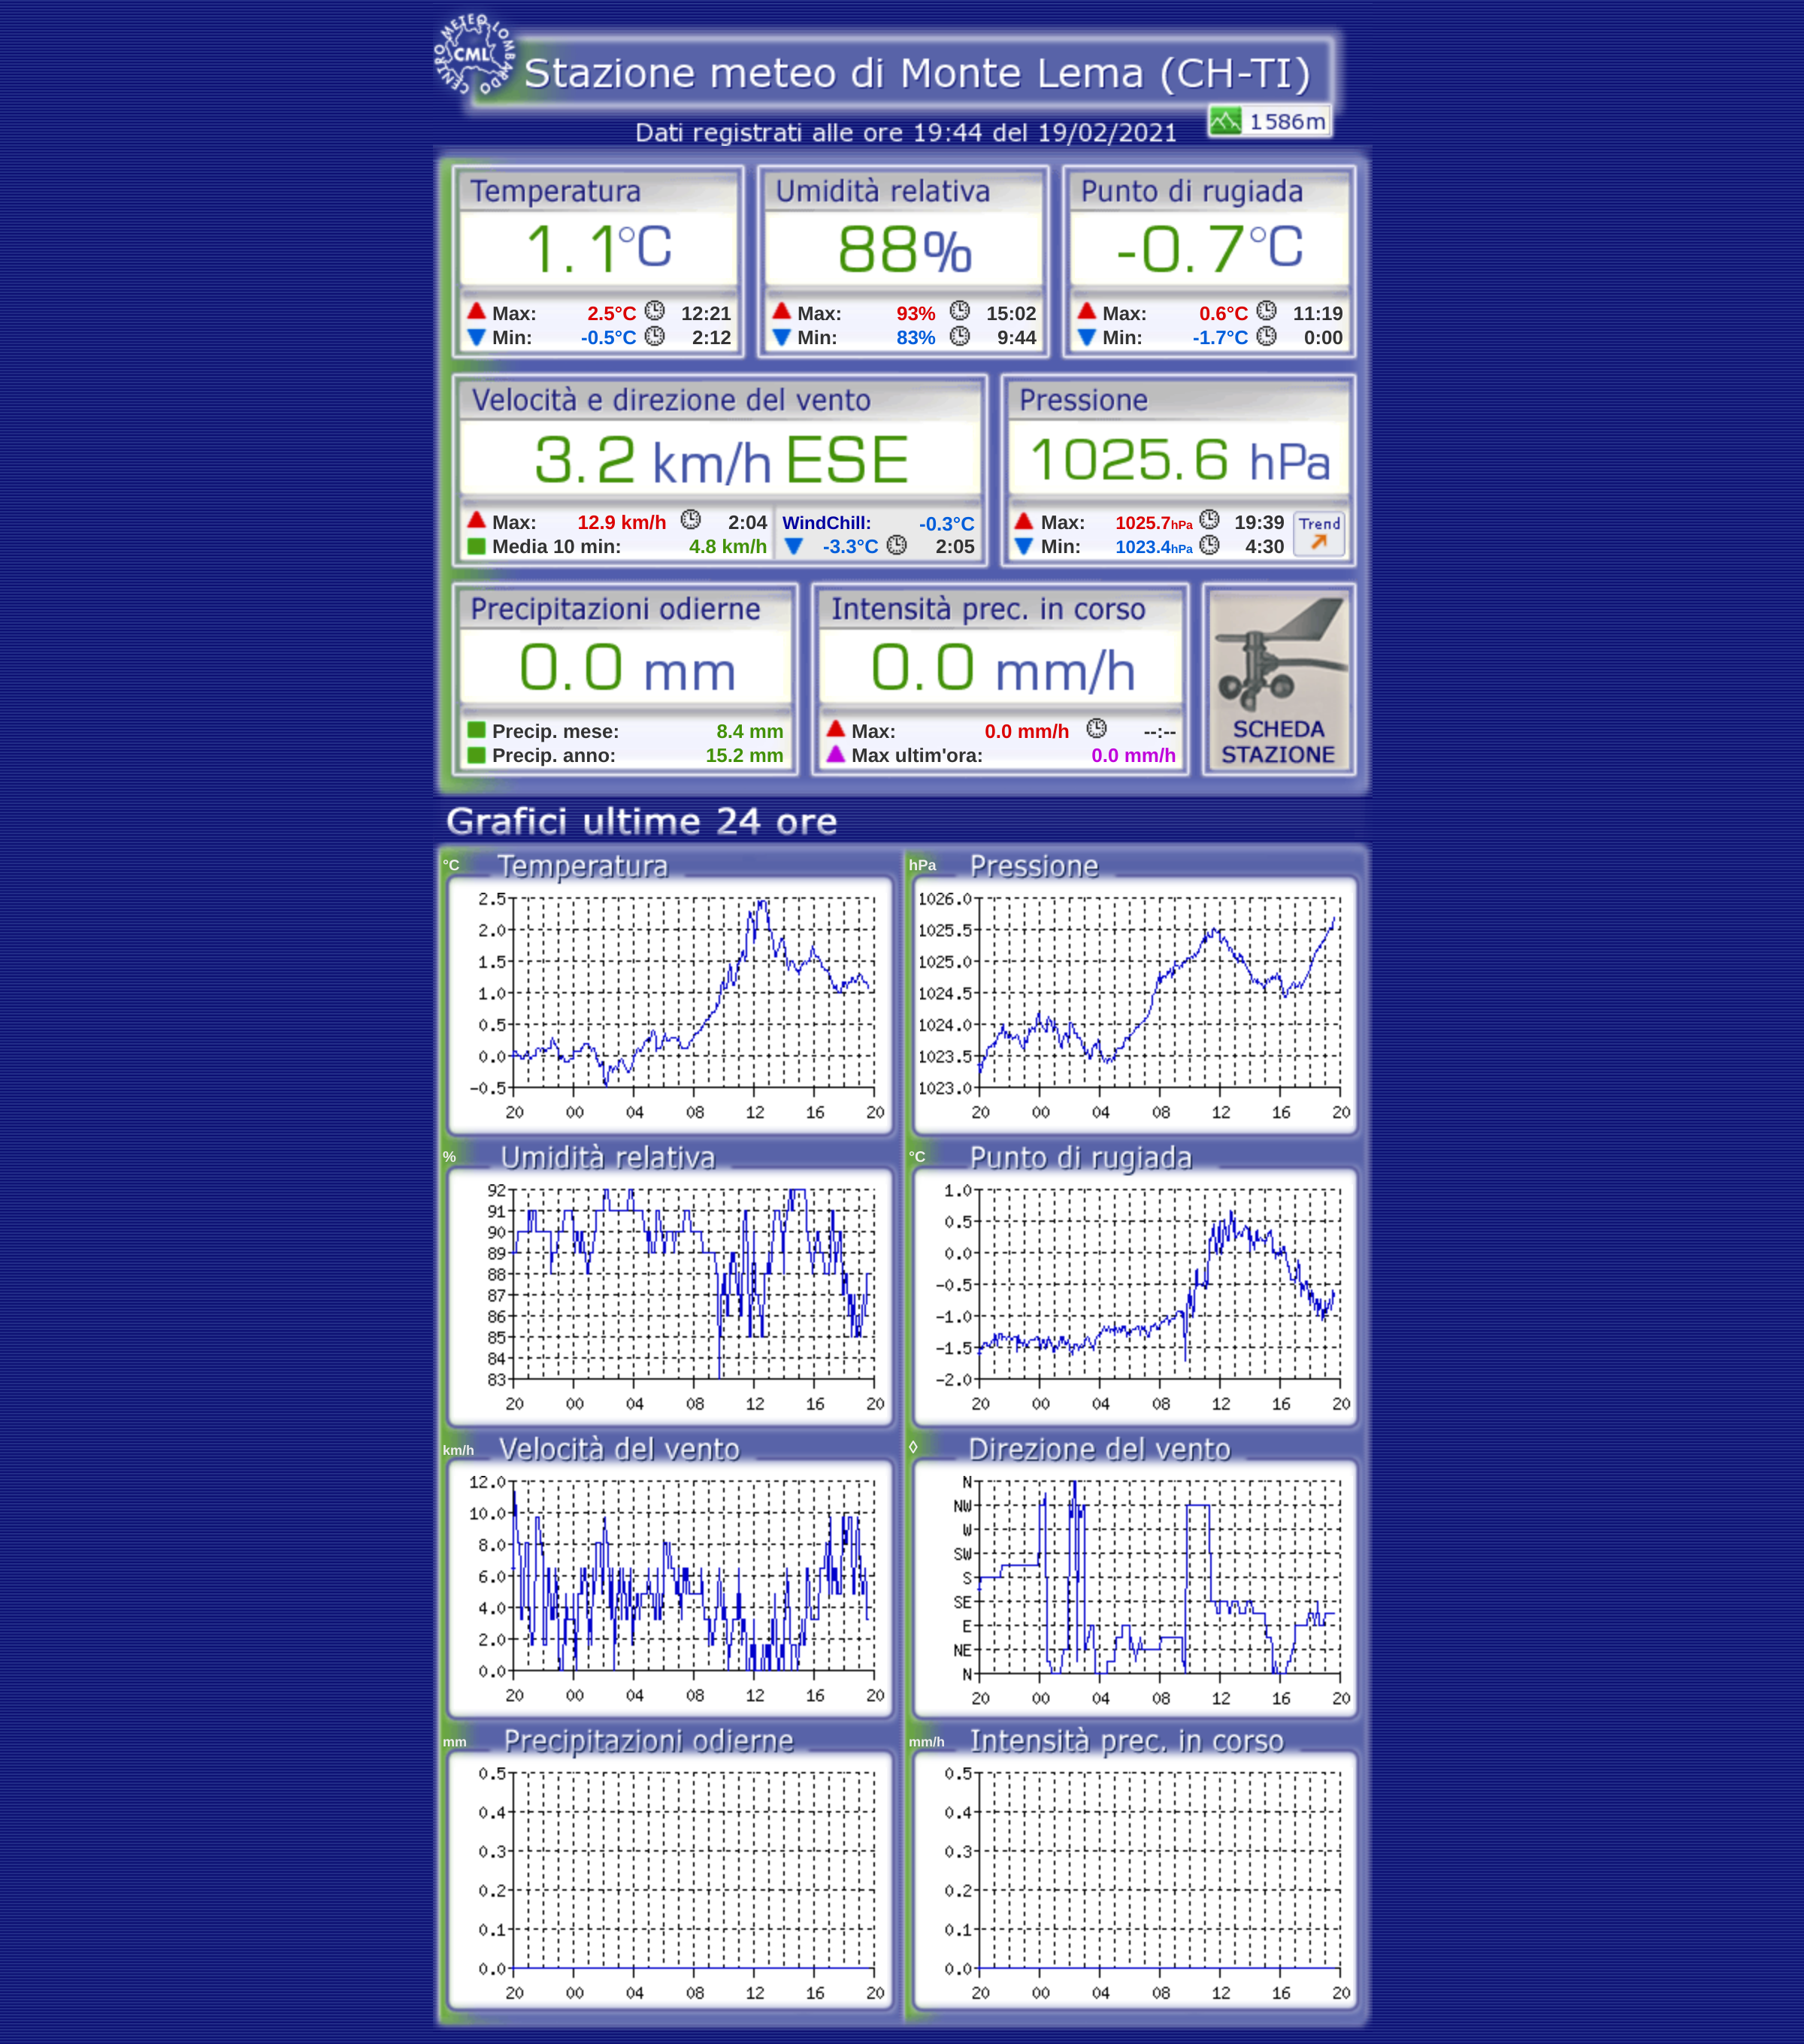 CENTRO METEO LOMBARDO
CML
Stazione meteo di Monte Lema (CH-TI)
1586m
Dati registrati alle ore 19:44 del 19/02/2021
Temperatura Umidità relativa Punto di rugiada
1.1°C 88% -0.7°C
Max: 2.5°C 12:21 Max: 93% 15:02 Max: 0.6°C 11:19
Min: -0.5°C 2:12 Min: 83% 9:44 Min: -1.7°C 0:00
Velocità e direzione del vento Pressione
3.2 km/h ESE 1025.6 hPa
Max: 12.9 km/h 2:04 WindChill: -0.3°C Max: 1025.7hPa 19:39 Trend
Media 10 min: 4.8 km/h -3.3°C 2:05 Min: 1023.4hPa 4:30
Precipitazioni odierne Intensità prec. in corso
0.0 mm 0.0 mm/h
Precip. mese: 8.4 mm Max: 0.0 mm/h --:-- SCHEDA
Precip. anno: 15.2 mm Max ultim'ora: 0.0 mm/h STAZIONE
Grafici ultime 24 ore
°C Temperatura
2.5
2.0
1.5
1.0
0.5
0.0
-0.5
20 00 04 08 12 16 20
hPa Pressione
1026.0
1025.5
1025.0
1024.5
1024.0
1023.5
1023.0
20 00 04 08 12 16 20
% Umidità relativa
92
91
90
89
88
87
86
85
84
83
20 00 04 08 12 16 20
°C Punto di rugiada
1.0
0.5
0.0
-0.5
-1.0
-1.5
-2.0
20 00 04 08 12 16 20
km/h Velocità del vento
12.0
10.0
8.0
6.0
4.0
2.0
0.0
20 00 04 08 12 16 20
◊ Direzione del vento
N
NW
W
SW
S
SE
E
NE
N
20 00 04 08 12 16 20
mm Precipitazioni odierne
0.5
0.4
0.3
0.2
0.1
0.0
20 00 04 08 12 16 20
mm/h Intensità prec. in corso
0.5
0.4
0.3
0.2
0.1
0.0
20 00 04 08 12 16 20